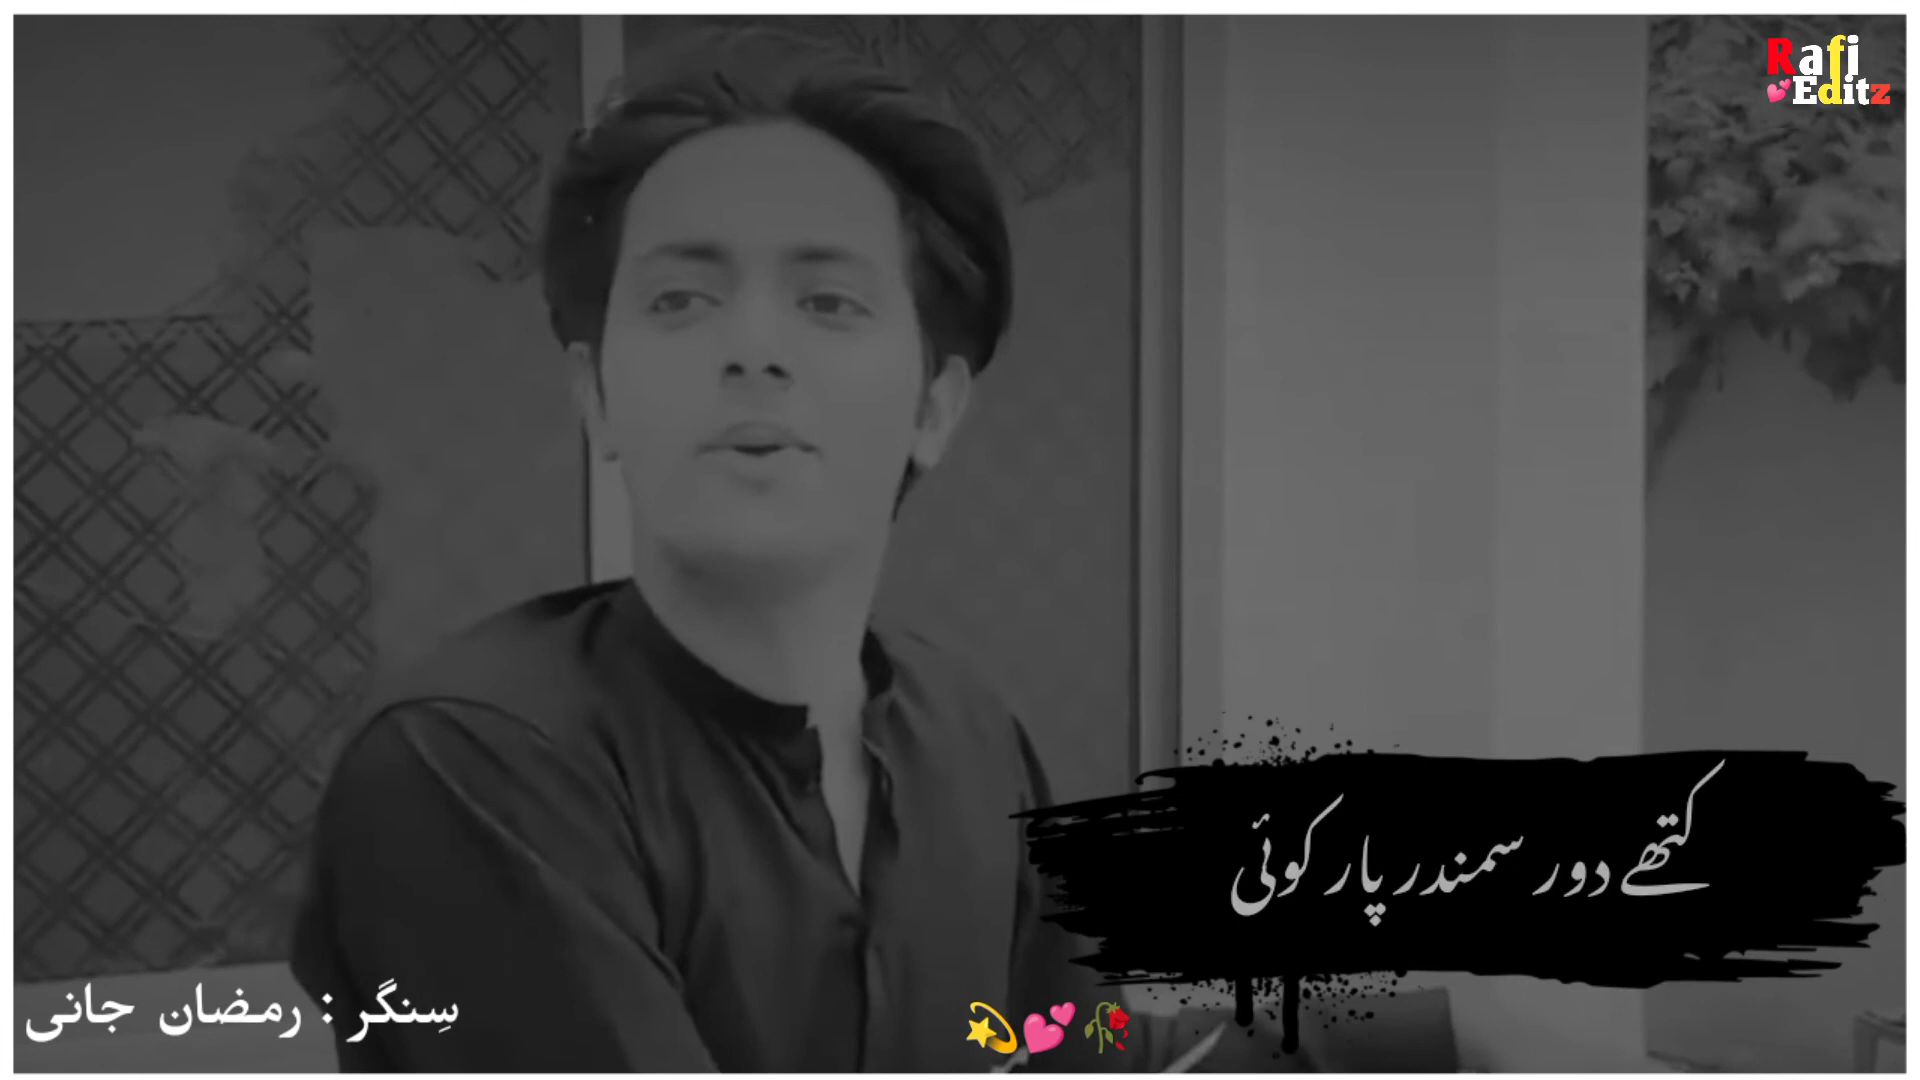 Rafi
💕Editz
کتھے دور سمندر پار کوئی
سِنگر : رمضان جانی
💫💕🥀